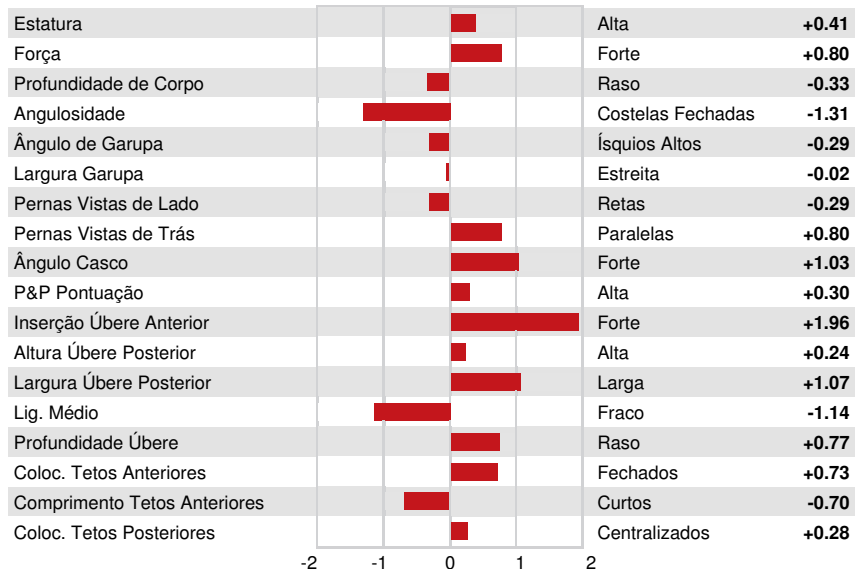 Estatura Alta +0.41
Força Forte +0.80
Profundidade de Corpo Raso -0.33
Angulosidade Costelas Fechadas -1.31
Ângulo de Garupa Ísquios Altos -0.29
Largura Garupa Estreita -0.02
Pernas Vistas de Lado Retas -0.29
Pernas Vistas de Trás Paralelas +0.80
Ângulo Casco Forte +1.03
P&P Pontuação Alta +0.30
Inserção Úbere Anterior Forte +1.96
Altura Úbere Posterior Alta +0.24
Largura Úbere Posterior Larga +1.07
Lig. Médio Fraco -1.14
Profundidade Úbere Raso +0.77
Coloc. Tetos Anteriores Fechados +0.73
Comprimento Tetos Anteriores Curtos -0.70
Coloc. Tetos Posteriores Centralizados +0.28
-2 -1 0 1 2